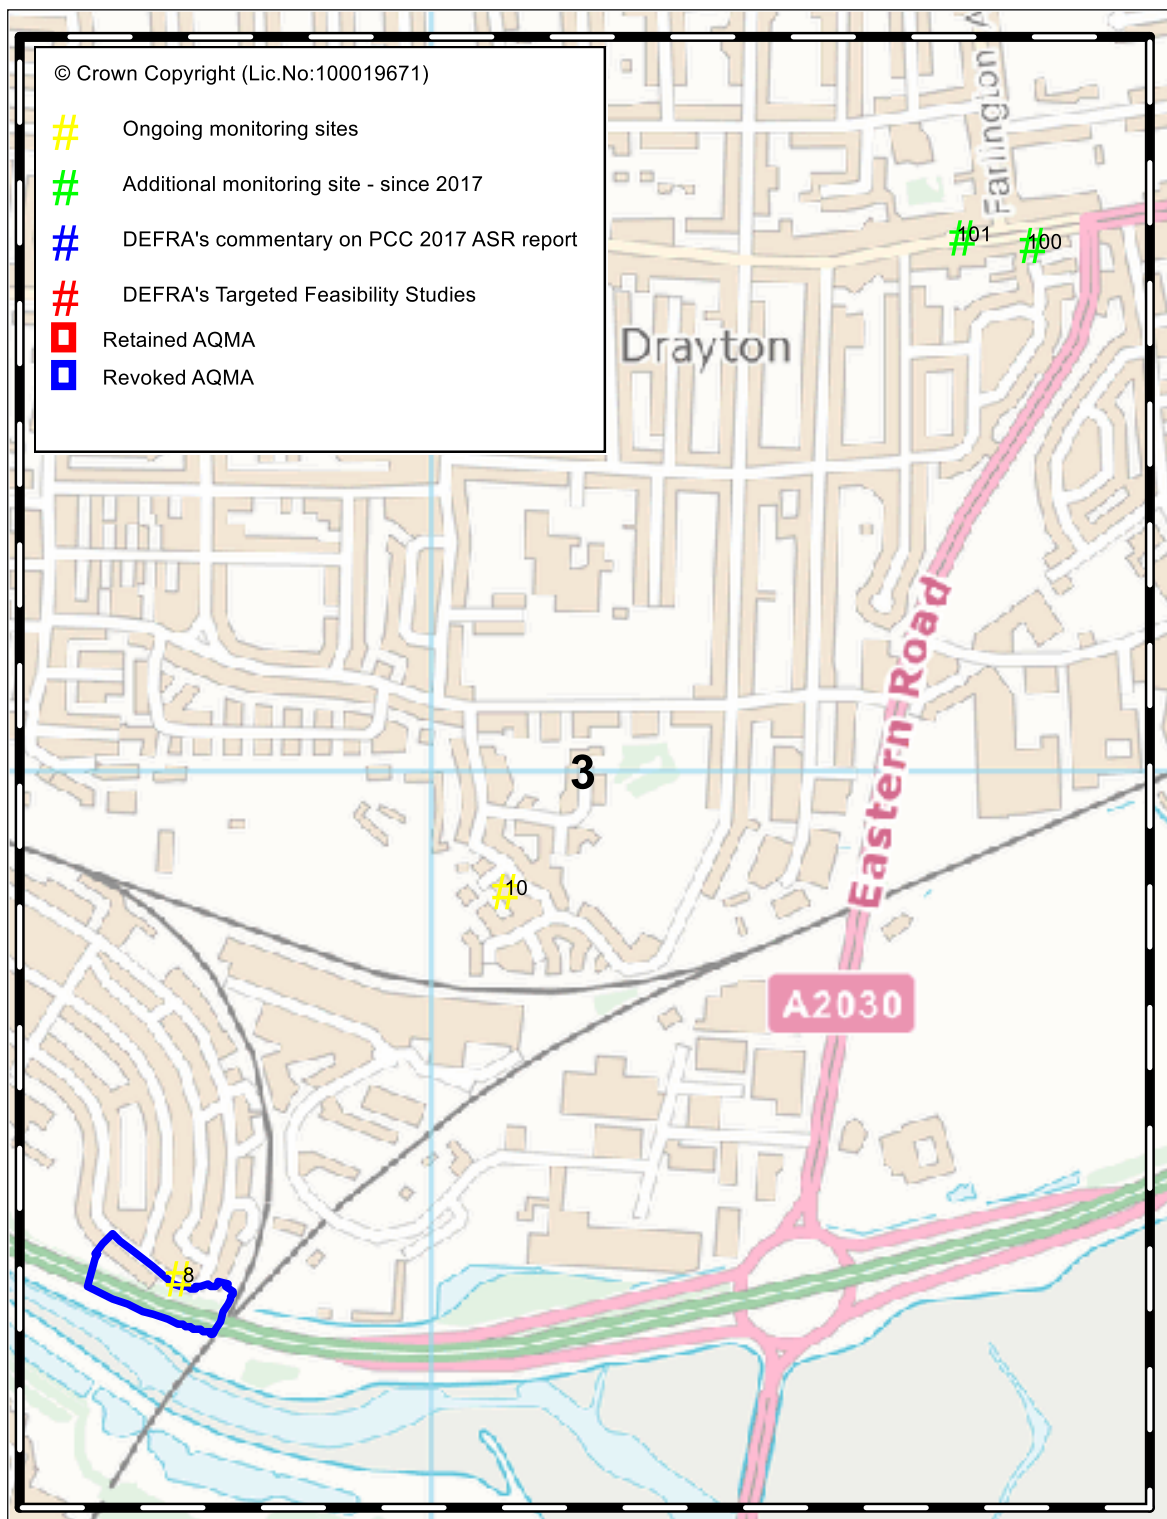 © Crown Copyright (Lic.No:100019671)
# Ongoing monitoring sites
# Additional monitoring site - since 2017
# DEFRA's commentary on PCC 2017 ASR report
# DEFRA's Targeted Feasibility Studies
Retained AQMA
Revoked AQMA
Farlington
#101
#100
Drayton
Eastern Road
3
#10
A2030
#8